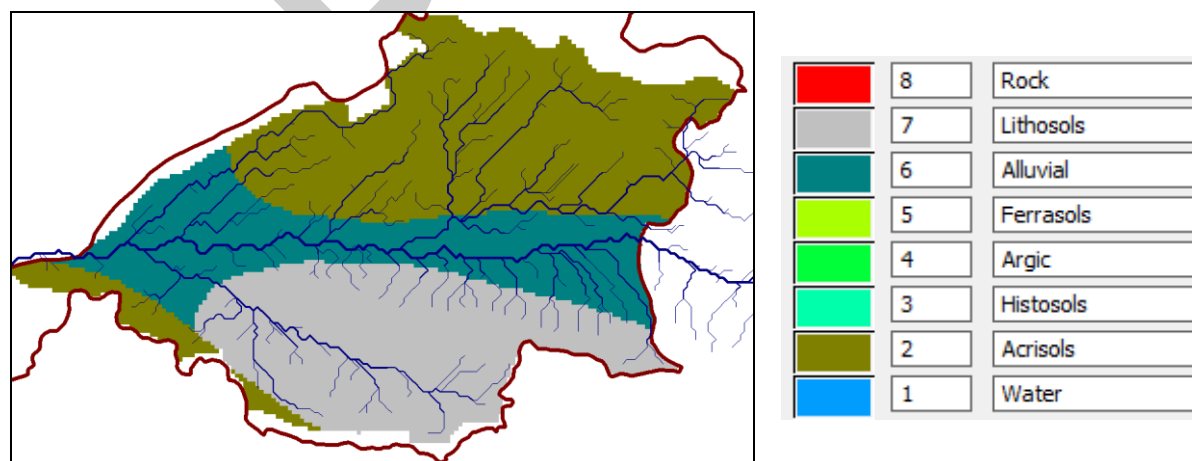 8 Rock
7 Lithosols
6 Alluvial
5 Ferrasols
4 Argic
3 Histosols
2 Acrisols
1 Water